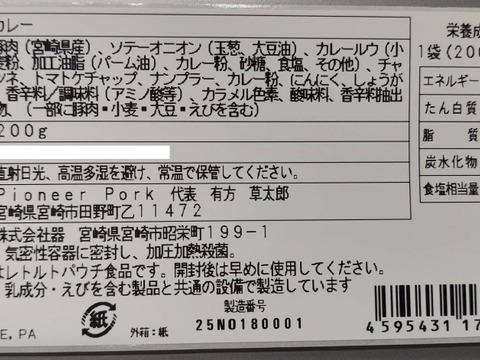 カレー
豚肉(宮崎県産)、ソテーオニオン(玉葱、大豆油)、カレールウ(小
麦粉、加工油脂(パーム油)、カレー粉、砂糖、食塩、その他)、チャ
ツネ、トマトケチャップ、ナンプラー、カレー粉、にんにく、しょうが
、香辛料/調味料(アミノ酸等)、カラメル色素、酸味料、香辛料抽出
物、(一部に豚肉・小麦・大豆・えびを含む)
200g
直射日光、高温多湿を避け、常温で保管してください。
Pioneer Pork 代表 有方 草太郎
宮崎県宮崎市田野町乙11472
株式会社器 宮崎県宮崎市昭栄町199-1
気密性容器に密封し、加圧加熱殺菌。
はレトルトパウチ食品です。開封後は早めに使用してください。
乳成分・えびを含む製品と共通の設備で製造しています
紙
外箱:紙
製造番号
25N0180001
E, PA
栄養成
1袋(200
エネルギー
たん白質
脂 質
炭水化物
食塩相当量
4595431 17